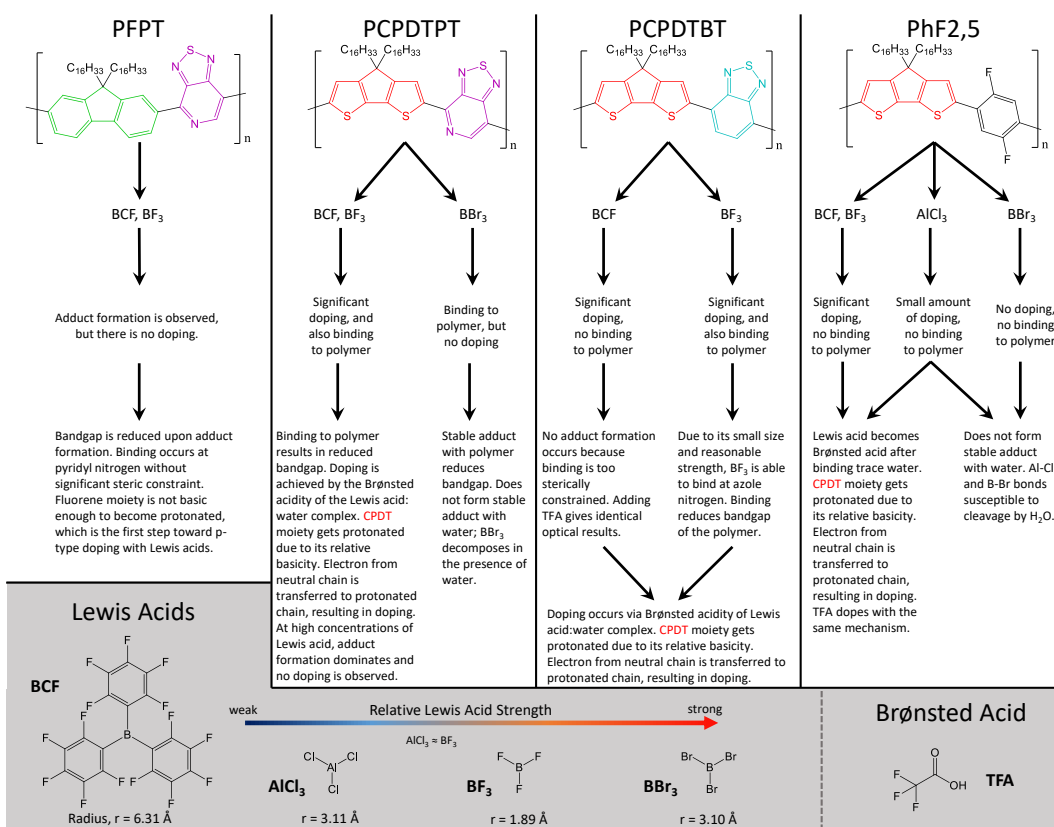 PFPT
C16H33 C16H33
N S N
N
n
BCF, BF3
Adduct formation is observed,
but there is no doping.
Bandgap is reduced upon adduct
formation. Binding occurs at
pyridyl nitrogen without
significant steric constraint.
Fluorene moiety is not basic
enough to become protonated,
which is the first step toward p-
type doping with Lewis acids.
PCPDTPT
C16H33 C16H33
N S N
S S N
n
BCF, BF3
Significant
doping, and
also binding
to polymer
Binding to polymer
results in reduced
bandgap. Doping is
achieved by the Brønsted
acidity of the Lewis acid:
water complex. CPDT
moiety gets protonated
due to its relative
basicity. Electron from
neutral chain is
transferred to protonated
chain, resulting in doping.
At high concentrations of
Lewis acid, adduct
formation dominates and
no doping is observed.
BBr3
Binding to
polymer, but
no doping
Stable adduct
with polymer
reduces
bandgap. Does
not form stable
adduct with
water; BBr3
decomposes in
the presence of
water.
PCPDTBT
C16H33 C16H33
N S N
S S
n
BCF
Significant
doping,
no binding
to polymer
No adduct formation
occurs because
binding is too
sterically
constrained. Adding
TFA gives identical
optical results.
BF3
Significant
doping, and
also binding
to polymer
Due to its small size
and reasonable
strength, BF3 is able
to bind at azole
nitrogen. Binding
reduces bandgap
of the polymer.
Doping occurs via Brønsted acidity of Lewis
acid:water complex. CPDT moiety gets
protonated due to its relative basicity.
Electron from neutral chain is transferred to
protonated chain, resulting in doping.
PhF2,5
C16H33 C16H33
F
S S
F
n
BCF, BF3
Significant
doping,
no binding
to polymer
AlCl3
Small amount
of doping,
no binding
to polymer
BBr3
No doping,
no binding
to polymer
Lewis acid becomes
Brønsted acid after
binding trace water.
CPDT moiety gets
protonated due to
its relative basicity.
Electron from
neutral chain is
transferred to
protonated chain,
resulting in doping.
TFA dopes with the
same mechanism.
Does not form
stable adduct
with water. Al-Cl
and B-Br bonds
susceptible to
cleavage by H2O.
Lewis Acids
BCF
F
F F
F F
B
F F F F
F F
F F F F
Radius, r = 6.31 Å
weak Relative Lewis Acid Strength strong
AlCl3 ≈ BF3
Cl Cl
Al
Cl
AlCl3
r = 3.11 Å
F F
B
F
BF3
r = 1.89 Å
Br Br
B
Br
BBr3
r = 3.10 Å
Brønsted Acid
O
F OH
F F
TFA